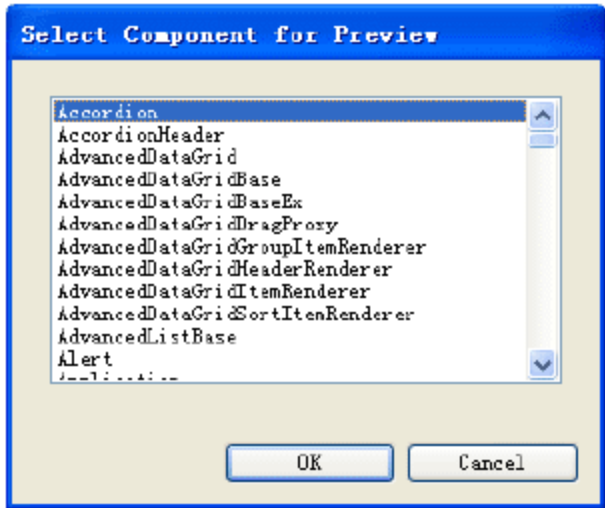 Select Component for Preview
Accordion
AccordionHeader
AdvancedDataGrid
AdvancedDataGridBase
AdvancedDataGridBaseEx
AdvancedDataGridDragProxy
AdvancedDataGridGroupItemRenderer
AdvancedDataGridHeaderRenderer
AdvancedDataGridItemRenderer
AdvancedDataGridSortItemRenderer
AdvancedListBase
Alert
OK Cancel